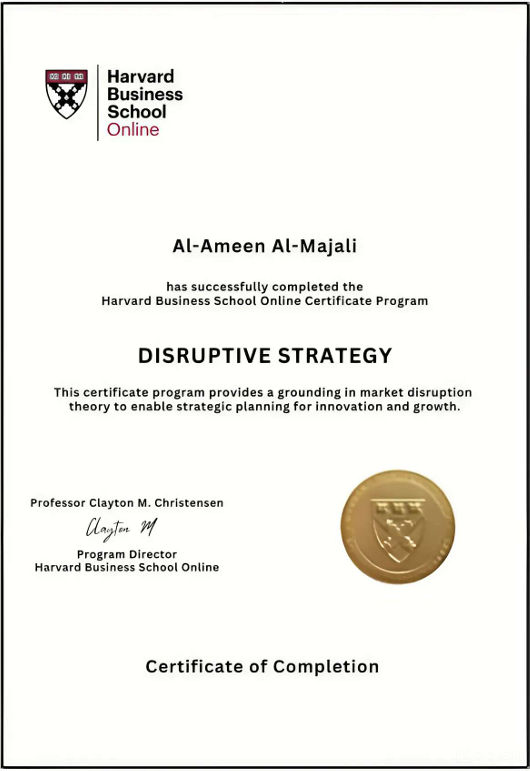 Harvard
Business
School
Online
Al-Ameen Al-Majali
has successfully completed the
Harvard Business School Online Certificate Program
DISRUPTIVE STRATEGY
This certificate program provides a grounding in market disruption
theory to enable strategic planning for innovation and growth.
Professor Clayton M. Christensen
Clayton M
Program Director
Harvard Business School Online
Certificate of Completion